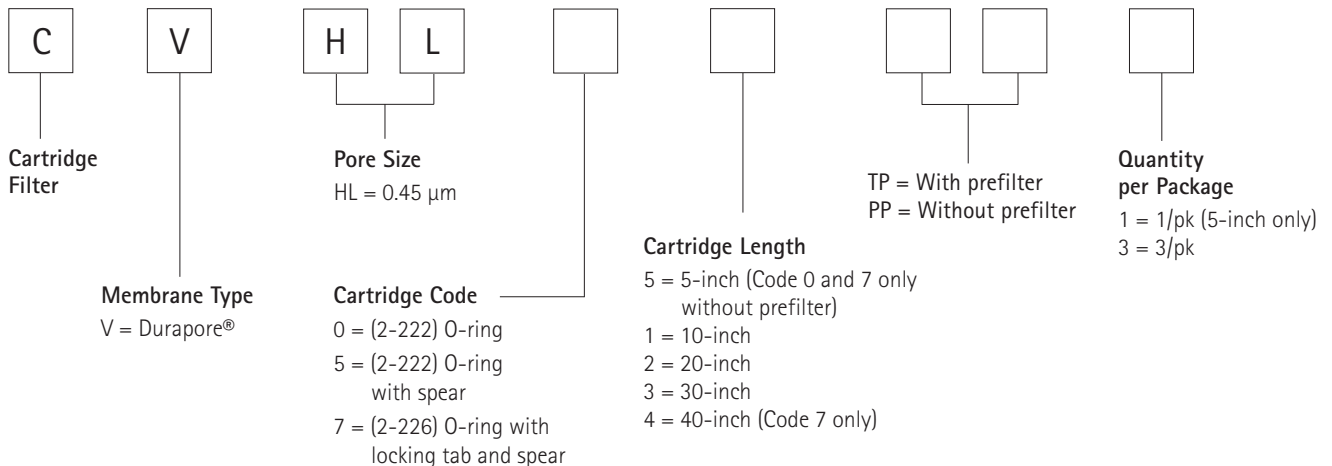 C V H L
Cartridge
Filter
Membrane Type
V = Durapore®
Pore Size
HL = 0.45 µm
Cartridge Code
0 = (2-222) O-ring
5 = (2-222) O-ring
with spear
7 = (2-226) O-ring with
locking tab and spear
Cartridge Length
5 = 5-inch (Code 0 and 7 only
without prefilter)
1 = 10-inch
2 = 20-inch
3 = 30-inch
4 = 40-inch (Code 7 only)
TP = With prefilter
PP = Without prefilter
Quantity
per Package
1 = 1/pk (5-inch only)
3 = 3/pk